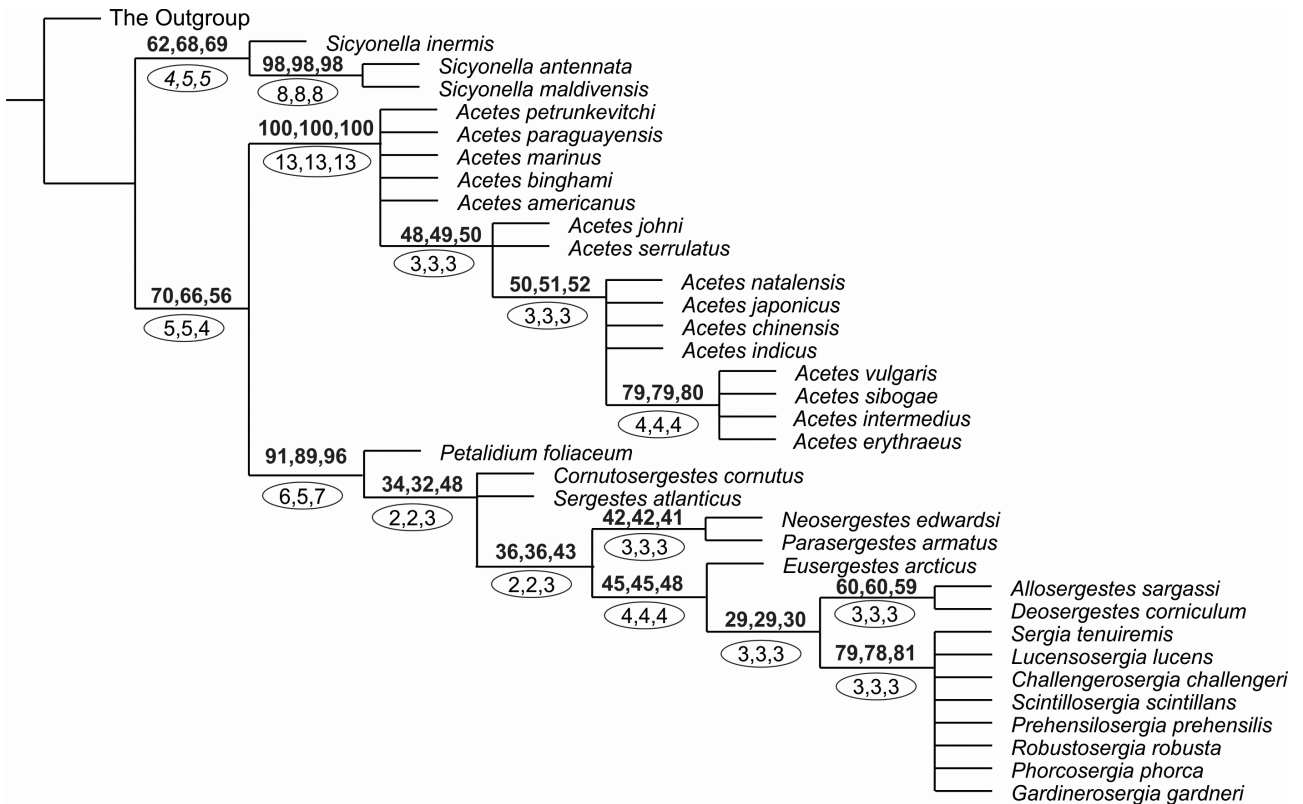 The Outgroup
62,68,69
Sicyonella inermis
4,5,5
98,98,98
Sicyonella antennata
8,8,8
Sicyonella maldivensis
Acetes petrunkevitchi
100,100,100
Acetes paraguayensis
13,13,13
Acetes marinus
Acetes binghami
Acetes americanus
Acetes johni
48,49,50
Acetes serrulatus
3,3,3
Acetes natalensis
50,51,52
Acetes japonicus
70,66,56
3,3,3
Acetes chinensis
5,5,4
Acetes indicus
Acetes vulgaris
79,79,80
Acetes sibogae
4,4,4
Acetes intermedius
Acetes erythraeus
91,89,96
Petalidium foliaceum
6,5,7
34,32,48
Cornutosergestes cornutus
2,2,3
Sergestes atlanticus
42,42,41
Neosergestes edwardsi
3,3,3
Parasergestes armatus
36,36,43
Eusergestes arcticus
2,2,3
45,45,48
60,60,59
Allosergestes sargassi
4,4,4
3,3,3
Deosergestes corniculum
29,29,30
Sergia tenuiremis
3,3,3
79,78,81
Lucensosergia lucens
3,3,3
Challengerosergia challengeri
Scintillosergia scintillans
Prehensilosergia prehensilis
Robustosergia robusta
Phorcosergia phorca
Gardinerosergia gardneri